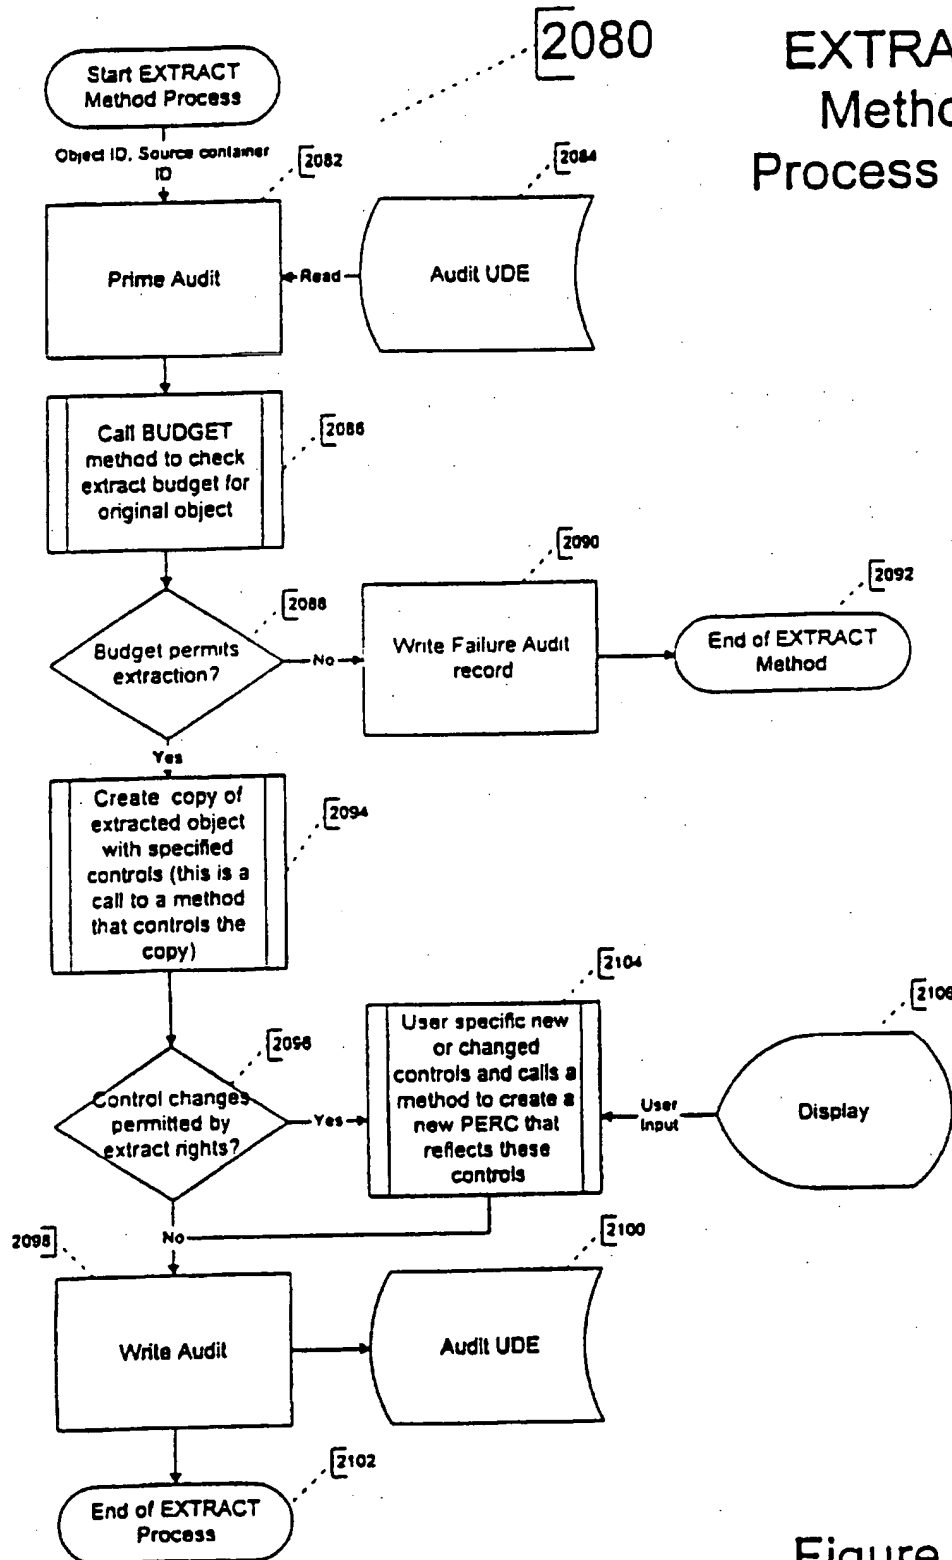 2080
EXTRA
Metho
Process
Start EXTRACT
Method Process
Object ID, Source container
ID
2082
2084
Prime Audit
Read
Audit UDE
Call BUDGET
method to check
extract budget for
original object
2086
Budget permits
extraction?
2088
No
2090
Write Failure Audit
record
2092
End of EXTRACT
Method
Yes
Create copy of
extracted object
with specified
controls (this is a
call to a method
that controls the
copy)
2094
Control changes
permitted by
extract rights?
2096
Yes
2104
User specific new
or changed
controls and calls a
method to create a
new PERC that
reflects these
controls
User
Input
2106
Display
No
2098
Write Audit
2100
Audit UDE
2102
End of EXTRACT
Process
Figure